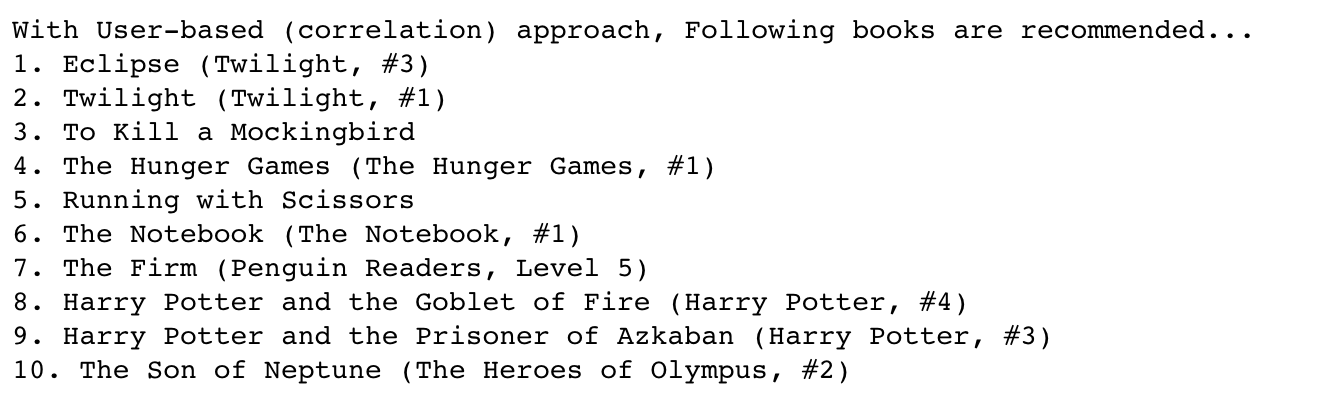 With User-based (correlation) approach, Following books are recommended...
1. Eclipse (Twilight, #3)
2. Twilight (Twilight, #1)
3. To Kill a Mockingbird
4. The Hunger Games (The Hunger Games, #1)
5. Running with Scissors
6. The Notebook (The Notebook, #1)
7. The Firm (Penguin Readers, Level 5)
8. Harry Potter and the Goblet of Fire (Harry Potter, #4)
9. Harry Potter and the Prisoner of Azkaban (Harry Potter, #3)
10. The Son of Neptune (The Heroes of Olympus, #2)